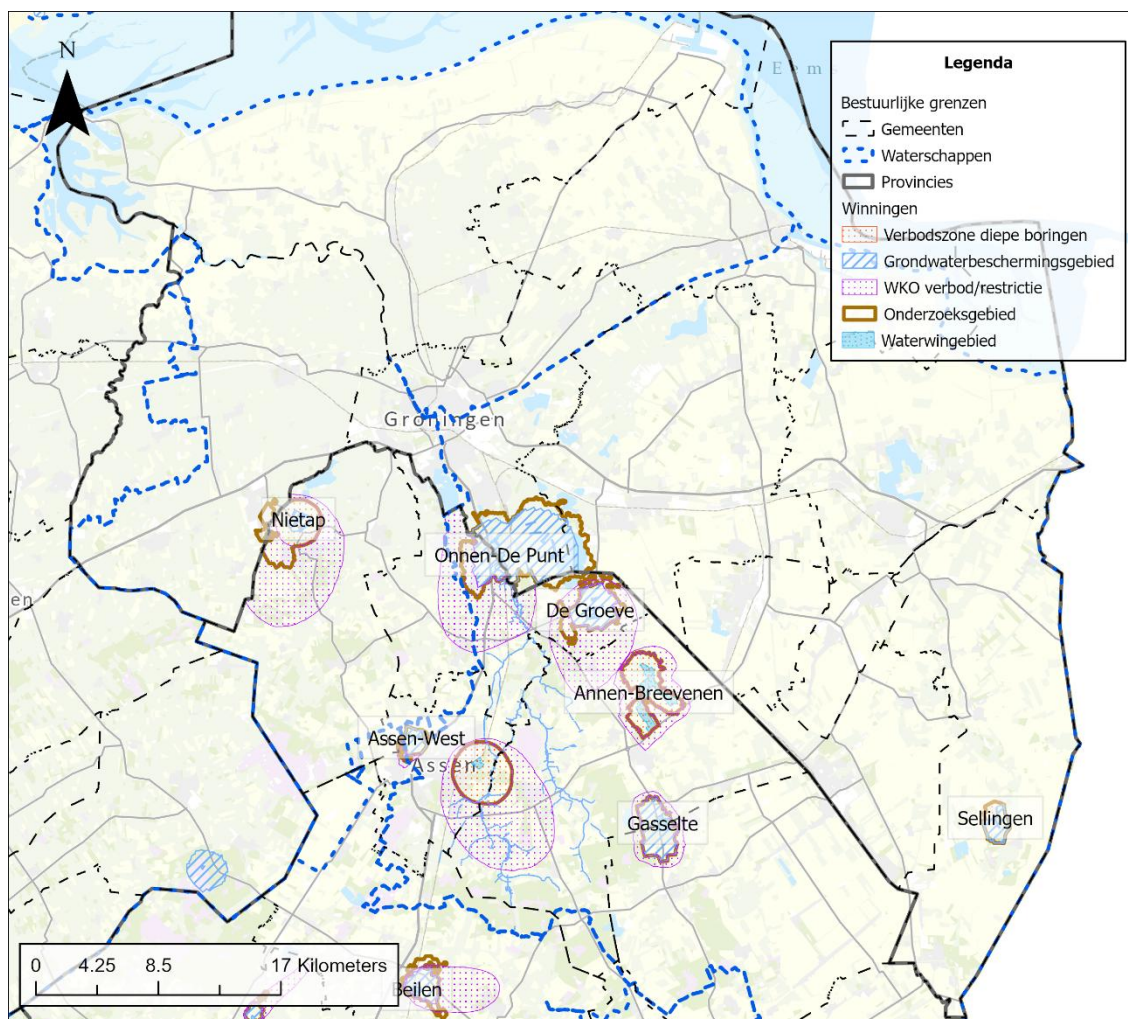 N
Ems
Legenda
Bestuurlijke grenzen
Gemeenten
Waterschappen
Provincies
Winningen
Verbodszone diepe boringen
Grondwaterbeschermingsgebied
WKO verbod/restrictie
Onderzoeksgebied
Waterwingebied
Groningen
Nietap
Onnen-De Punt
en
De Groeve
Annen-Breevenen
Assen-West
Assen
Gasselte
Sellingen
0 4.25 8.5 17 Kilometers
Beilen